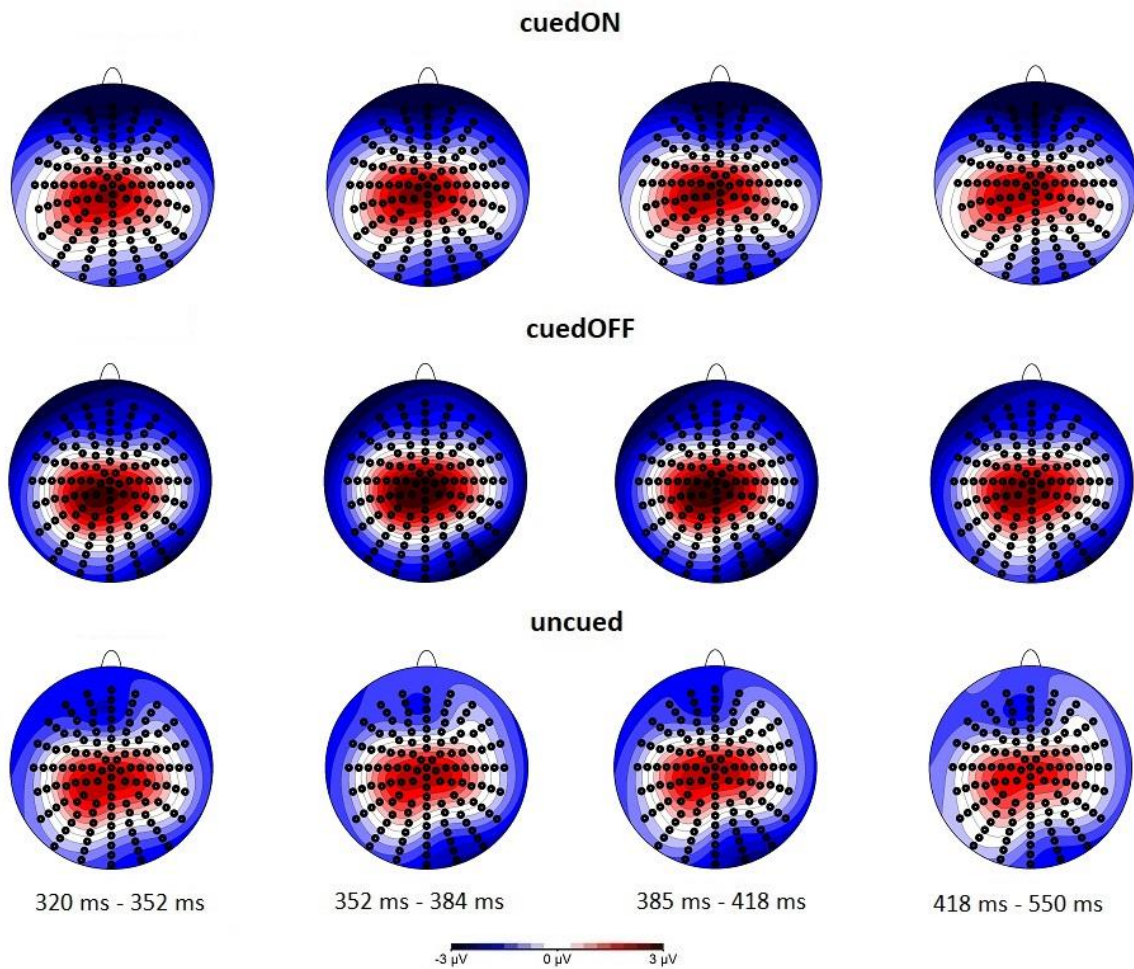 cuedON
cuedOFF
uncued
320 ms - 352 ms
352 ms - 384 ms
385 ms - 418 ms
418 ms - 550 ms
-3 µV 0 µV 3 µV